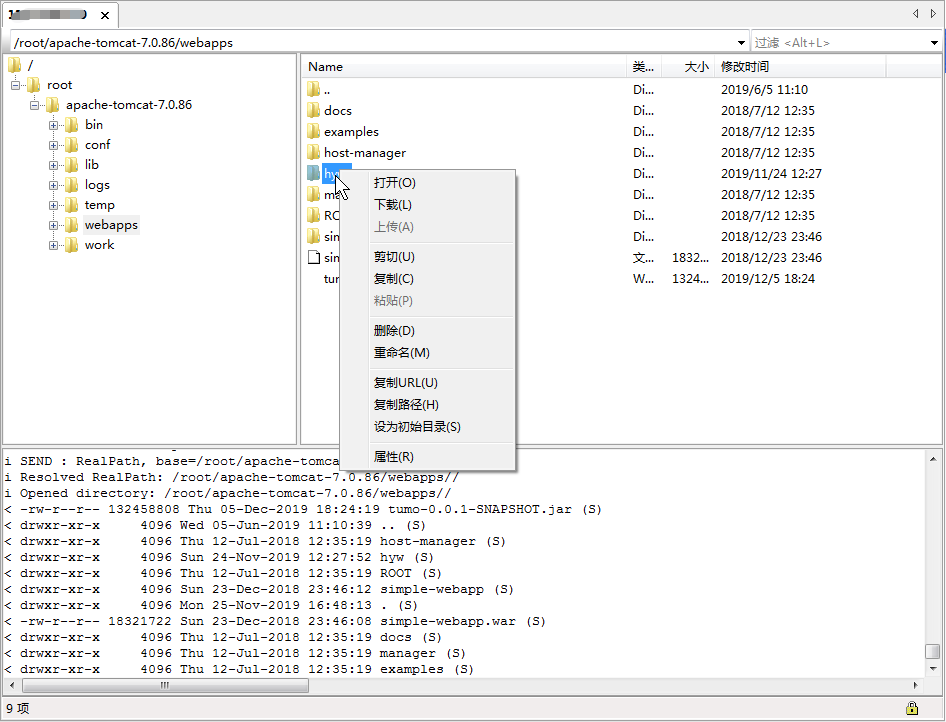 /root/apache-tomcat-7.0.86/webapps
过滤 <Alt+L>
/
root
apache-tomcat-7.0.86
bin
conf
lib
logs
temp
webapps
work
Name 类... 大小 修改时间
.. Di... 2019/6/5 11:10
docs Di... 2018/7/12 12:35
examples Di... 2018/7/12 12:35
host-manager Di... 2018/7/12 12:35
hy Di... 2019/11/24 12:27
ma Di... 2018/7/12 12:35
RO Di... 2018/7/12 12:35
sim Di... 2018/12/23 23:46
sim 文... 1832... 2018/12/23 23:46
tum W... 1324... 2019/12/5 18:24
打开(O)
下载(L)
上传(A)
剪切(U)
复制(C)
粘贴(P)
删除(D)
重命名(M)
复制URL(U)
复制路径(H)
设为初始目录(S)
属性(R)
i SEND : RealPath, base=/root/apache-tomca
i Resolved RealPath: /root/apache-tomcat-7.0.86/webapps//
i Opened directory: /root/apache-tomcat-7.0.86/webapps//
< -rw-r--r-- 132458808 Thu 05-Dec-2019 18:24:19 tumo-0.0.1-SNAPSHOT.jar (S)
< drwxr-xr-x 4096 Wed 05-Jun-2019 11:10:39 .. (S)
< drwxr-xr-x 4096 Thu 12-Jul-2018 12:35:19 host-manager (S)
< drwxr-xr-x 4096 Sun 24-Nov-2019 12:27:52 hyw (S)
< drwxr-xr-x 4096 Thu 12-Jul-2018 12:35:19 ROOT (S)
< drwxr-xr-x 4096 Sun 23-Dec-2018 23:46:12 simple-webapp (S)
< drwxr-xr-x 4096 Mon 25-Nov-2019 16:48:13 . (S)
< -rw-r--r-- 18321722 Sun 23-Dec-2018 23:46:08 simple-webapp.war (S)
< drwxr-xr-x 4096 Thu 12-Jul-2018 12:35:19 docs (S)
< drwxr-xr-x 4096 Thu 12-Jul-2018 12:35:19 manager (S)
< drwxr-xr-x 4096 Thu 12-Jul-2018 12:35:19 examples (S)
9 项